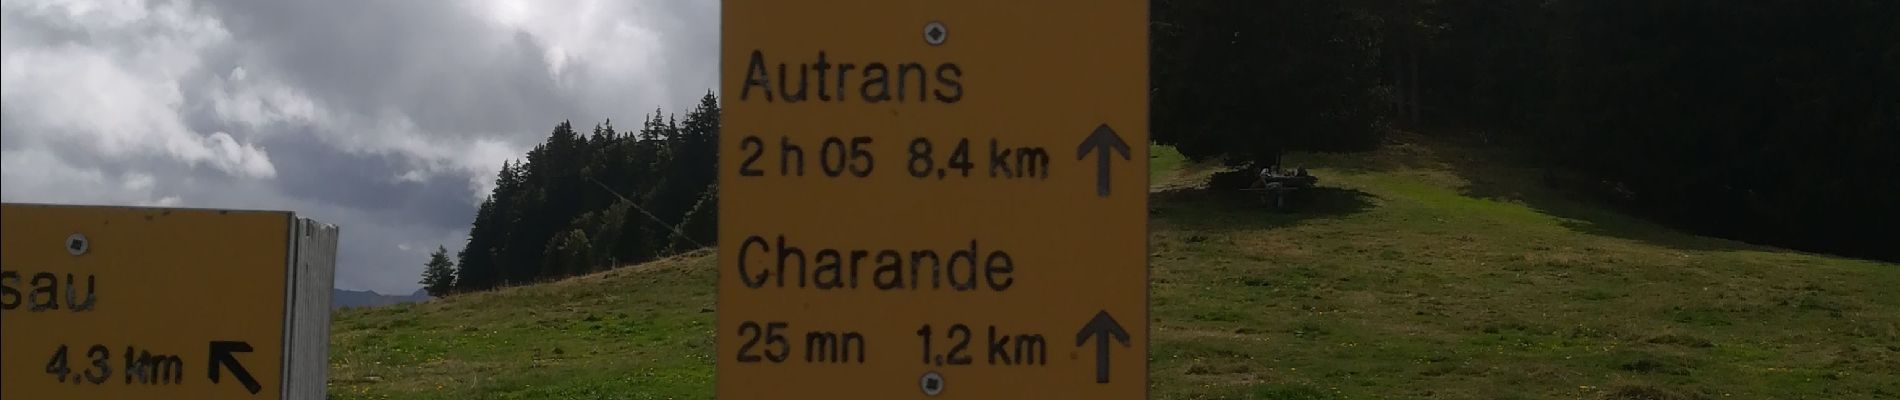 Autrans
2 h 05 8,4 km
Charande
25 mn 1,2 km
sau
4.3 km